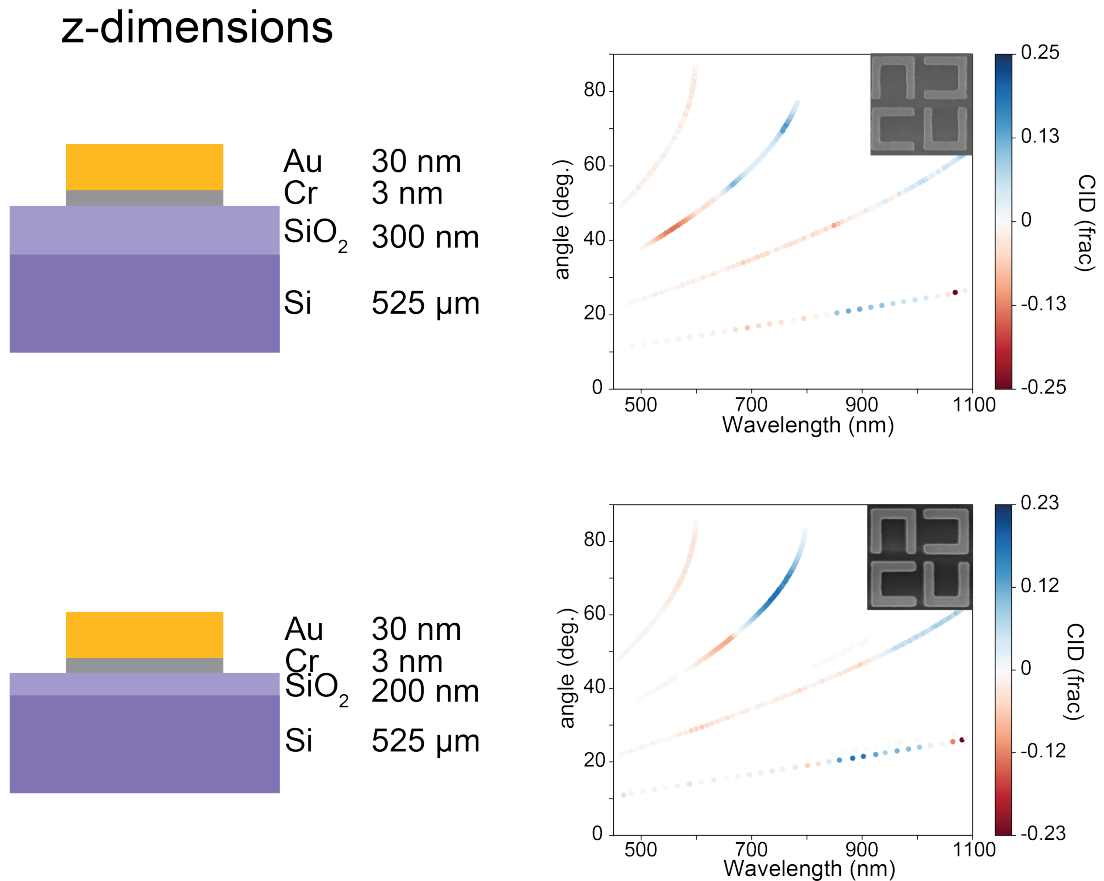 z-dimensions
Au 30 nm
Cr 3 nm
SiO2 300 nm
Si 525 µm
80
60
40
20
0
angle (deg.)
500 700 900 1100
Wavelength (nm)
0.25
0.13
0
-0.13
-0.25
CID (frac)
Au 30 nm
Cr 3 nm
SiO2 200 nm
Si 525 µm
80
60
40
20
0
angle (deg.)
500 700 900 1100
Wavelength (nm)
0.23
0.12
0
-0.12
-0.23
CID (frac)